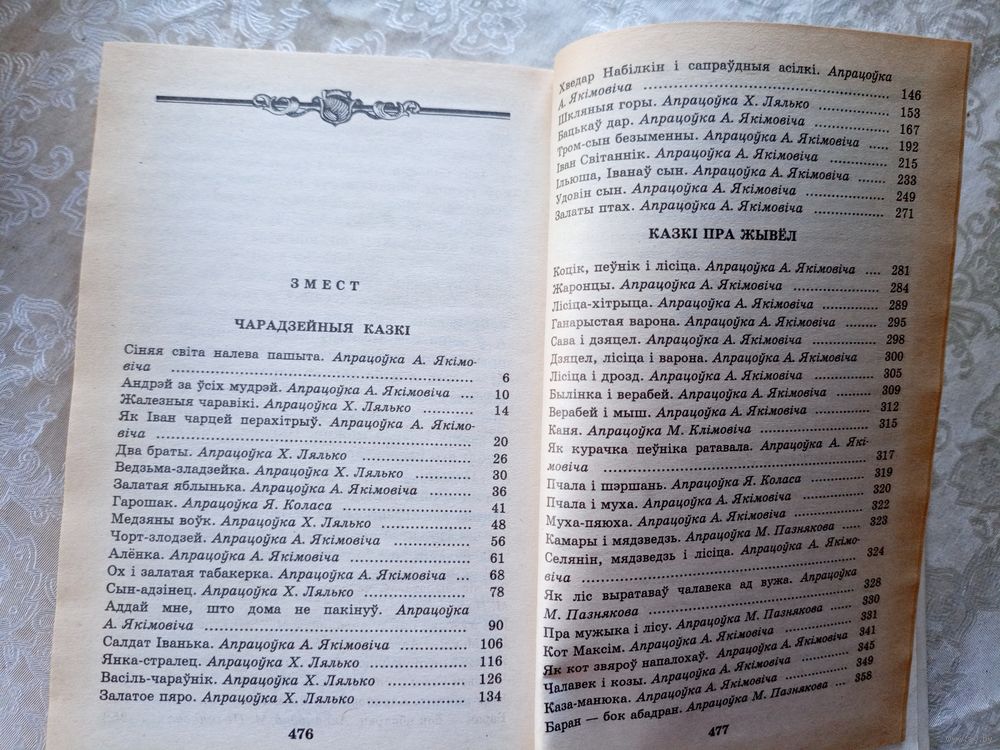 ЗМЕСТ
ЧАРАДЗЕЙНЫЯ КАЗКІ
Сіняя світа налева пашыта. Апрацоўка А. Якімо-
віча ........ 6
Андрэй за ўсіх мудрэй. Апрацоўка А. Якімовіча ... 10
Жалезныя чаравікі. Апрацоўка Х. Лялько ........ 14
Як Іван чарцей перахітрыў. Апрацоўка А. Якімо-
віча ........ 20
Два браты. Апрацоўка Х. Лялько ........ 26
Ведзьма-зладзейка. Апрацоўка Х. Лялько ........ 30
Залатая яблынька. Апрацоўка А. Якімовіча ........ 36
Гарошак. Апрацоўка Я. Коласа ........ 41
Медзяны воўк. Апрацоўка Х. Лялько ........ 48
Чорт-злодзей. Апрацоўка А. Якімовіча ........ 56
Алёнка. Апрацоўка А. Якімовіча ........ 61
Ох і залатая табакерка. Апрацоўка А. Якімовіча ... 68
Сын-адзінец. Апрацоўка Х. Лялько ........ 78
Аддай мне, што дома не пакінуў. Апрацоўка
А. Якімовіча ........ 90
Салдат Іванька. Апрацоўка А. Якімовіча ........ 106
Янка-стралец. Апрацоўка Х. Лялько ........ 116
Васіль-чараўнік. Апрацоўка Х. Лялько ........ 126
Залатое пяро. Апрацоўка Х. Лялько ........ 134
476
Хведар Набілкін і сапраўдныя асілкі. Апрацоўка
А. Якімовіча ........ 146
Шкляныя горы. Апрацоўка Х. Лялько ........ 153
Бацькаў дар. Апрацоўка А. Якімовіча ........ 167
Тром-сын безыменны. Апрацоўка А. Якімовіча ........ 192
Іван Світаннік. Апрацоўка А. Якімовіча ........ 215
Ільюша, Іванаў сын. Апрацоўка А. Якімовіча ....... 233
Удовін сын. Апрацоўка А. Якімовіча ........ 249
Залаты птах. Апрацоўка А. Якімовіча ........ 271
КАЗКІ ПРА ЖЫВЁЛ
Коцік, пеўнік і лісіца. Апрацоўка А. Якімовіча .... 281
Жаронцы. Апрацоўка А. Якімовіча ........ 284
Лісіца-хітрыца. Апрацоўка А. Якімовіча ........ 289
Ганарыстая варона. Апрацоўка А. Якімовіча ........ 295
Сава і дзяцел. Апрацоўка А. Якімовіча ........ 298
Дзяцел, лісіца і варона. Апрацоўка А. Якімовіча 300
Лісіца і дрозд. Апрацоўка А. Якімовіча ........ 305
Былінка і верабей. Апрацоўка А. Якімовіча ........ 309
Верабей і мыш. Апрацоўка А. Якімовіча ........ 312
Каня. Апрацоўка М. Клімовіча ........ 315
Як курачка пеўніка ратавала. Апрацоўка А. Які-
мовіча ........ 317
Пчала і шэршань. Апрацоўка Я. Коласа ........ 319
Пчала і муха. Апрацоўка А. Якімовіча ........ 320
Муха-пяюха. Апрацоўка А. Якімовіча ........ 322
Камары і мядзведзь. Апрацоўка М. Пазнякова ..... 323
Селянін, мядзведзь і лісіца. Апрацоўка А. Якімо-
віча ........ 324
Як ліс выратаваў чалавека ад вужа. Апрацоўка
М. Пазнякова ........ 328
Пра мужыка і лісу. Апрацоўка М. Пазнякова ..... 330
Кот Максім. Апрацоўка А. Якімовіча ........ 331
Як кот звяроў напалохаў. Апрацоўка А. Якімовіча 341
Чалавек і козы. Апрацоўка А. Якімовіча ........ 345
Каза-манюка. Апрацоўка А. Якімовіча ........ 349
Баран — бок абадран. Апрацоўка М. Пазнякова ..... 358
477